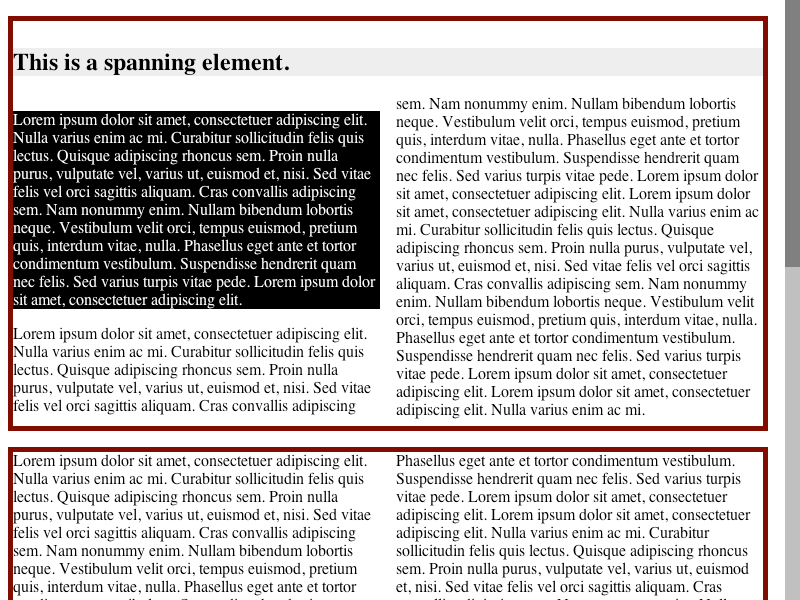 This is a spanning element.
Lorem ipsum dolor sit amet, consectetuer adipiscing elit.
Nulla varius enim ac mi. Curabitur sollicitudin felis quis
lectus. Quisque adipiscing rhoncus sem. Proin nulla
purus, vulputate vel, varius ut, euismod et, nisi. Sed vitae
felis vel orci sagittis aliquam. Cras convallis adipiscing
sem. Nam nonummy enim. Nullam bibendum lobortis
neque. Vestibulum velit orci, tempus euismod, pretium
quis, interdum vitae, nulla. Phasellus eget ante et tortor
condimentum vestibulum. Suspendisse hendrerit quam
nec felis. Sed varius turpis vitae pede. Lorem ipsum dolor
sit amet, consectetuer adipiscing elit.
Lorem ipsum dolor sit amet, consectetuer adipiscing elit.
Nulla varius enim ac mi. Curabitur sollicitudin felis quis
lectus. Quisque adipiscing rhoncus sem. Proin nulla
purus, vulputate vel, varius ut, euismod et, nisi. Sed vitae
felis vel orci sagittis aliquam. Cras convallis adipiscing
sem. Nam nonummy enim. Nullam bibendum lobortis
neque. Vestibulum velit orci, tempus euismod, pretium
quis, interdum vitae, nulla. Phasellus eget ante et tortor
condimentum vestibulum. Suspendisse hendrerit quam
nec felis. Sed varius turpis vitae pede. Lorem ipsum dolor
sit amet, consectetuer adipiscing elit. Lorem ipsum dolor
sit amet, consectetuer adipiscing elit. Nulla varius enim ac
mi. Curabitur sollicitudin felis quis lectus. Quisque
adipiscing rhoncus sem. Proin nulla purus, vulputate vel,
varius ut, euismod et, nisi. Sed vitae felis vel orci sagittis
aliquam. Cras convallis adipiscing sem. Nam nonummy
enim. Nullam bibendum lobortis neque. Vestibulum velit
orci, tempus euismod, pretium quis, interdum vitae, nulla.
Phasellus eget ante et tortor condimentum vestibulum.
Suspendisse hendrerit quam nec felis. Sed varius turpis
vitae pede. Lorem ipsum dolor sit amet, consectetuer
adipiscing elit. Lorem ipsum dolor sit amet, consectetuer
adipiscing elit. Nulla varius enim ac mi.
Lorem ipsum dolor sit amet, consectetuer adipiscing elit.
Nulla varius enim ac mi. Curabitur sollicitudin felis quis
lectus. Quisque adipiscing rhoncus sem. Proin nulla
purus, vulputate vel, varius ut, euismod et, nisi. Sed vitae
felis vel orci sagittis aliquam. Cras convallis adipiscing
sem. Nam nonummy enim. Nullam bibendum lobortis
neque. Vestibulum velit orci, tempus euismod, pretium
quis, interdum vitae, nulla. Phasellus eget ante et tortor
Phasellus eget ante et tortor condimentum vestibulum.
Suspendisse hendrerit quam nec felis. Sed varius turpis
vitae pede. Lorem ipsum dolor sit amet, consectetuer
adipiscing elit. Lorem ipsum dolor sit amet, consectetuer
adipiscing elit. Nulla varius enim ac mi. Curabitur
sollicitudin felis quis lectus. Quisque adipiscing rhoncus
sem. Proin nulla purus, vulputate vel, varius ut, euismod
et, nisi. Sed vitae felis vel orci sagittis aliquam. Cras